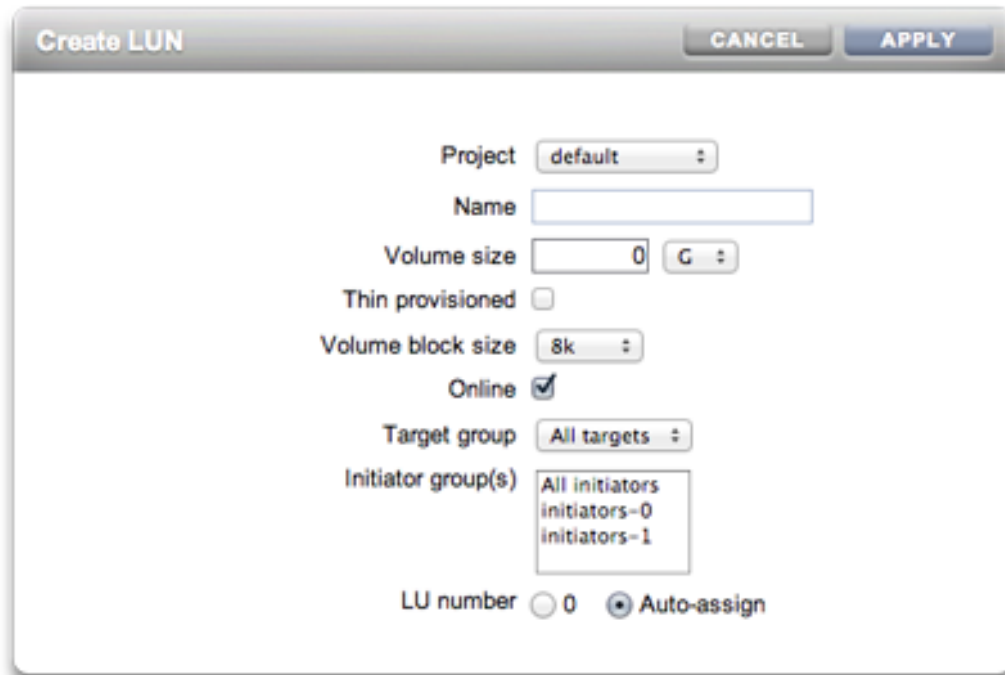 Create LUN CANCEL APPLY
Project default
Name
Volume size 0 G
Thin provisioned
Volume block size 8k
Online
Target group All targets
Initiator group(s) All initiators
initiators-0
initiators-1
LU number 0 Auto-assign